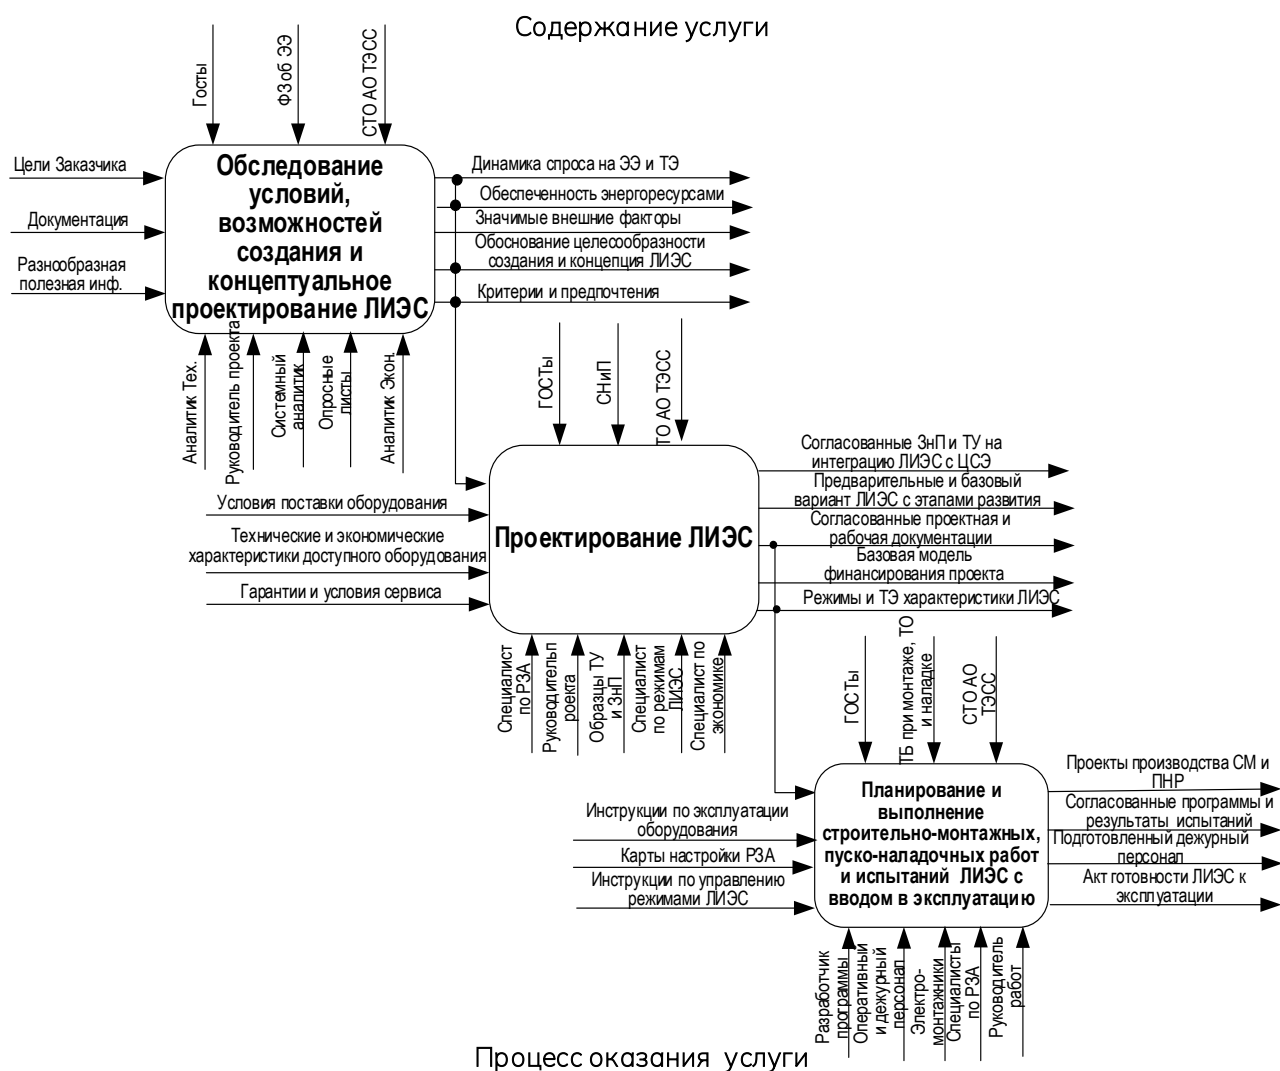 Содержание услуги
Госты
ФЗ об ЭЭ
СТО АО ТЭСС
Цели Заказчика
Документация
Разнообразная
полезная инф.
Обследование
условий,
возможностей
создания и
концептуальное
проектирование ЛИЭС
Динамика спроса на ЭЭ и ТЭ
Обеспеченность энергоресурсами
Значимые внешние факторы
Обоснование целесообразности
создания и концепция ЛИЭС
Критерии и предпочтения
Аналитик Тех.
Руководитель проекта
Системный
аналитик
Опросные
листы
Аналитик Экон.
ГОСТы
СНиП
ТО АО ТЭСС
Условия поставки оборудования
Технические и экономические
характеристики доступного оборудования
Гарантии и условия сервиса
Проектирование ЛИЭС
Согласованные ЗнП и ТУ на
интеграцию ЛИЭС с ЦСЭ
Предварительные и базовый
вариант ЛИЭС с этапами развития
Согласованные проектная и
рабочая документации
Базовая модель
финансирования проекта
Режимы и ТЭ характеристики ЛИЭС
Специалист
по РЗА
Руководительп
роекта
Образцы ТУ
и ЗнП
Специалист
по режимам
ЛИЭС
Специалист по
экономике
ГОСТы
ТБ при монтаже, ТО
и наладке
СТО АО
ТЭСС
Инструкции по эксплуатации
оборудования
Карты настройки РЗА
Инструкции по управлению
режимами ЛИЭС
Планирование и
выполнение
строительно-монтажных,
пуско-наладочных работ
и испытаний ЛИЭС с
вводом в эксплуатацию
Проекты производства СМ и
ПНР
Согласованные программы и
результаты испытаний
Подготовленный дежурный
персонал
Акт готовности ЛИЭС к
эксплуатации
Разработчик
программы
Оперативный
и дежурный
персонал
Электро-
монтажники
Специалисты
по РЗА
Руководитель
работ
Процесс оказания услуги